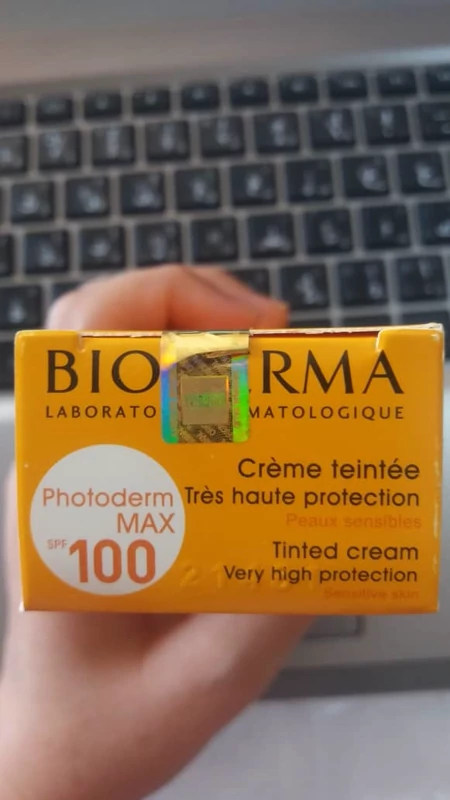 BIO ERMA
LABORATO MATOLOGIQUE
Crème teintée
Très haute protection
Peaux sensibles
Photoderm
MAX
SPF 100
Tinted cream
Very high protection
Sensitive skin